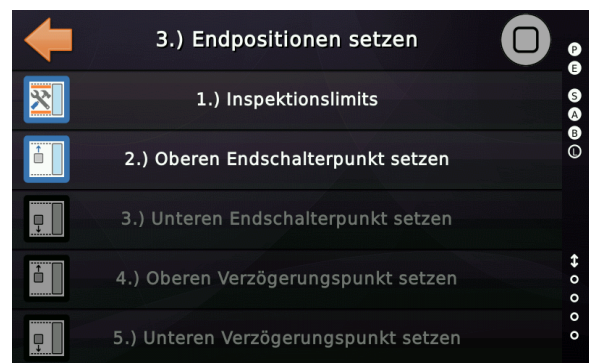 3.) Endpositionen setzen
1.) Inspektionslimits
2.) Oberen Endschalterpunkt setzen
3.) Unteren Endschalterpunkt setzen
4.) Oberen Verzögerungspunkt setzen
5.) Unteren Verzögerungspunkt setzen
P
E
S
A
B
L